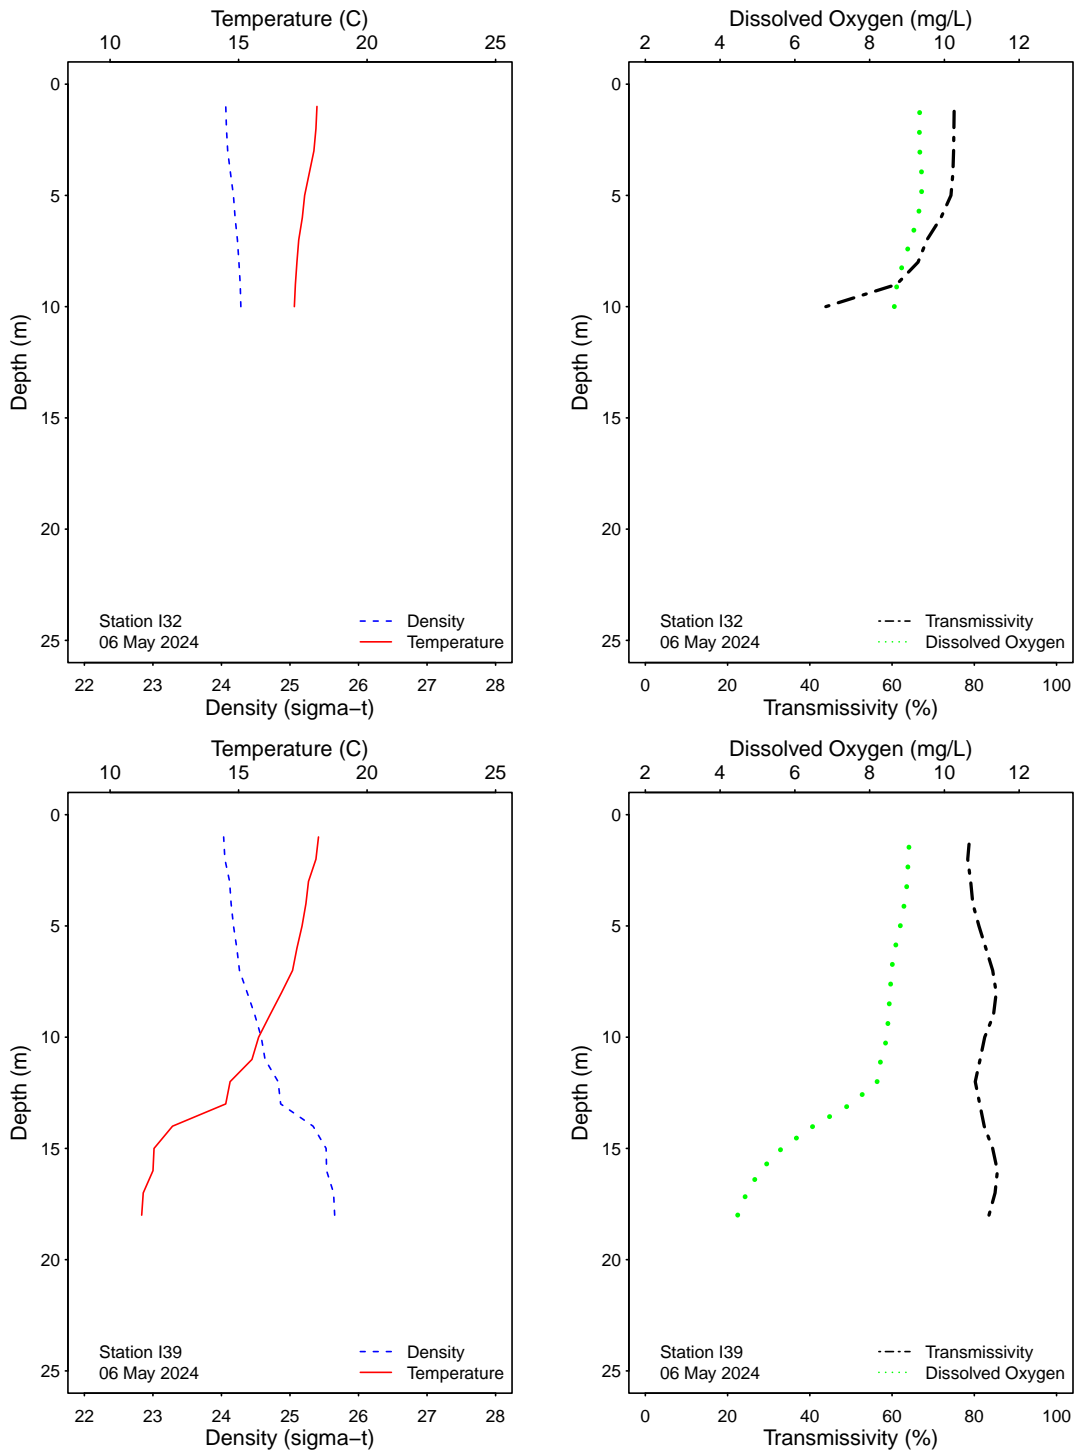 Temperature (C)
10 15 20 25
0
5
10
15
20
25
Depth (m)
Station I32
06 May 2024
Density
Temperature
22 23 24 25 26 27 28
Density (sigma−t)
Dissolved Oxygen (mg/L)
2 4 6 8 10 12
0
5
10
15
20
25
Depth (m)
Station I32
06 May 2024
Transmissivity
Dissolved Oxygen
0 20 40 60 80 100
Transmissivity (%)
Temperature (C)
10 15 20 25
0
5
10
15
20
25
Depth (m)
Station I39
06 May 2024
Density
Temperature
22 23 24 25 26 27 28
Density (sigma−t)
Dissolved Oxygen (mg/L)
2 4 6 8 10 12
0
5
10
15
20
25
Depth (m)
Station I39
06 May 2024
Transmissivity
Dissolved Oxygen
0 20 40 60 80 100
Transmissivity (%)